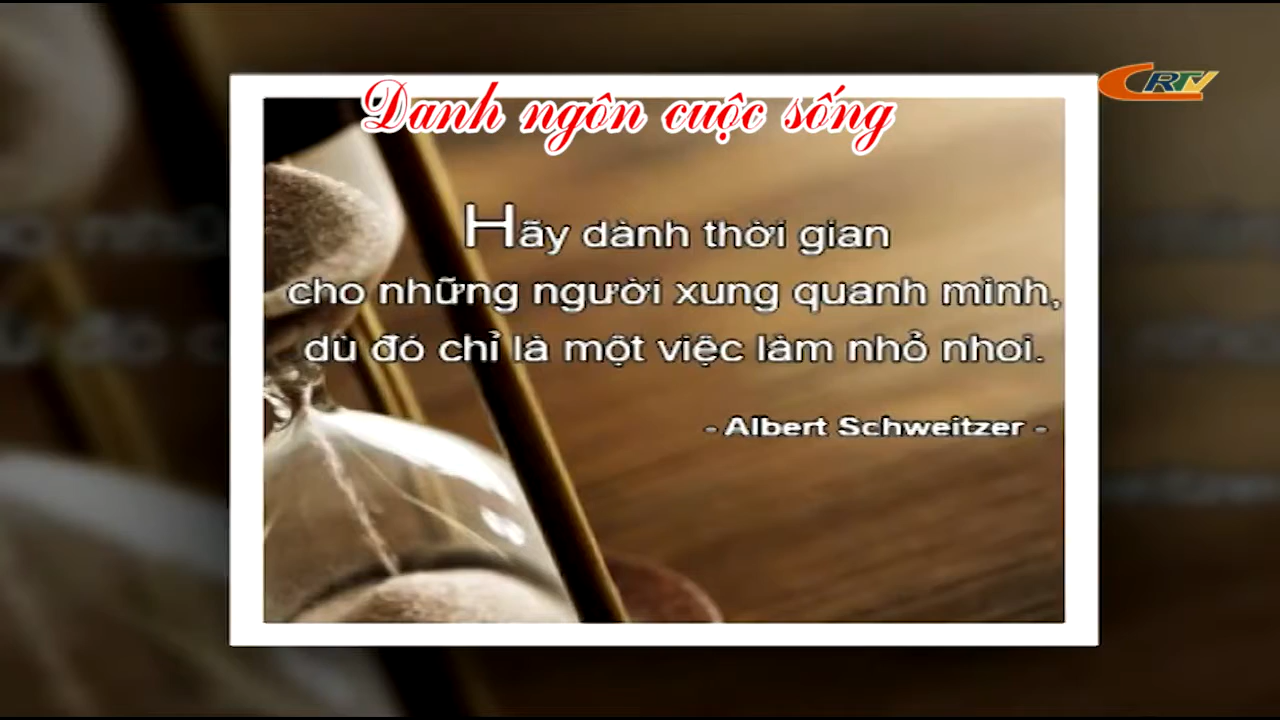 CRTV
Danh ngôn cuộc sống
Hãy dành thời gian
cho những người xung quanh mình,
dù đó chỉ là một việc làm nhỏ nhoi.
- Albert Schweitzer -